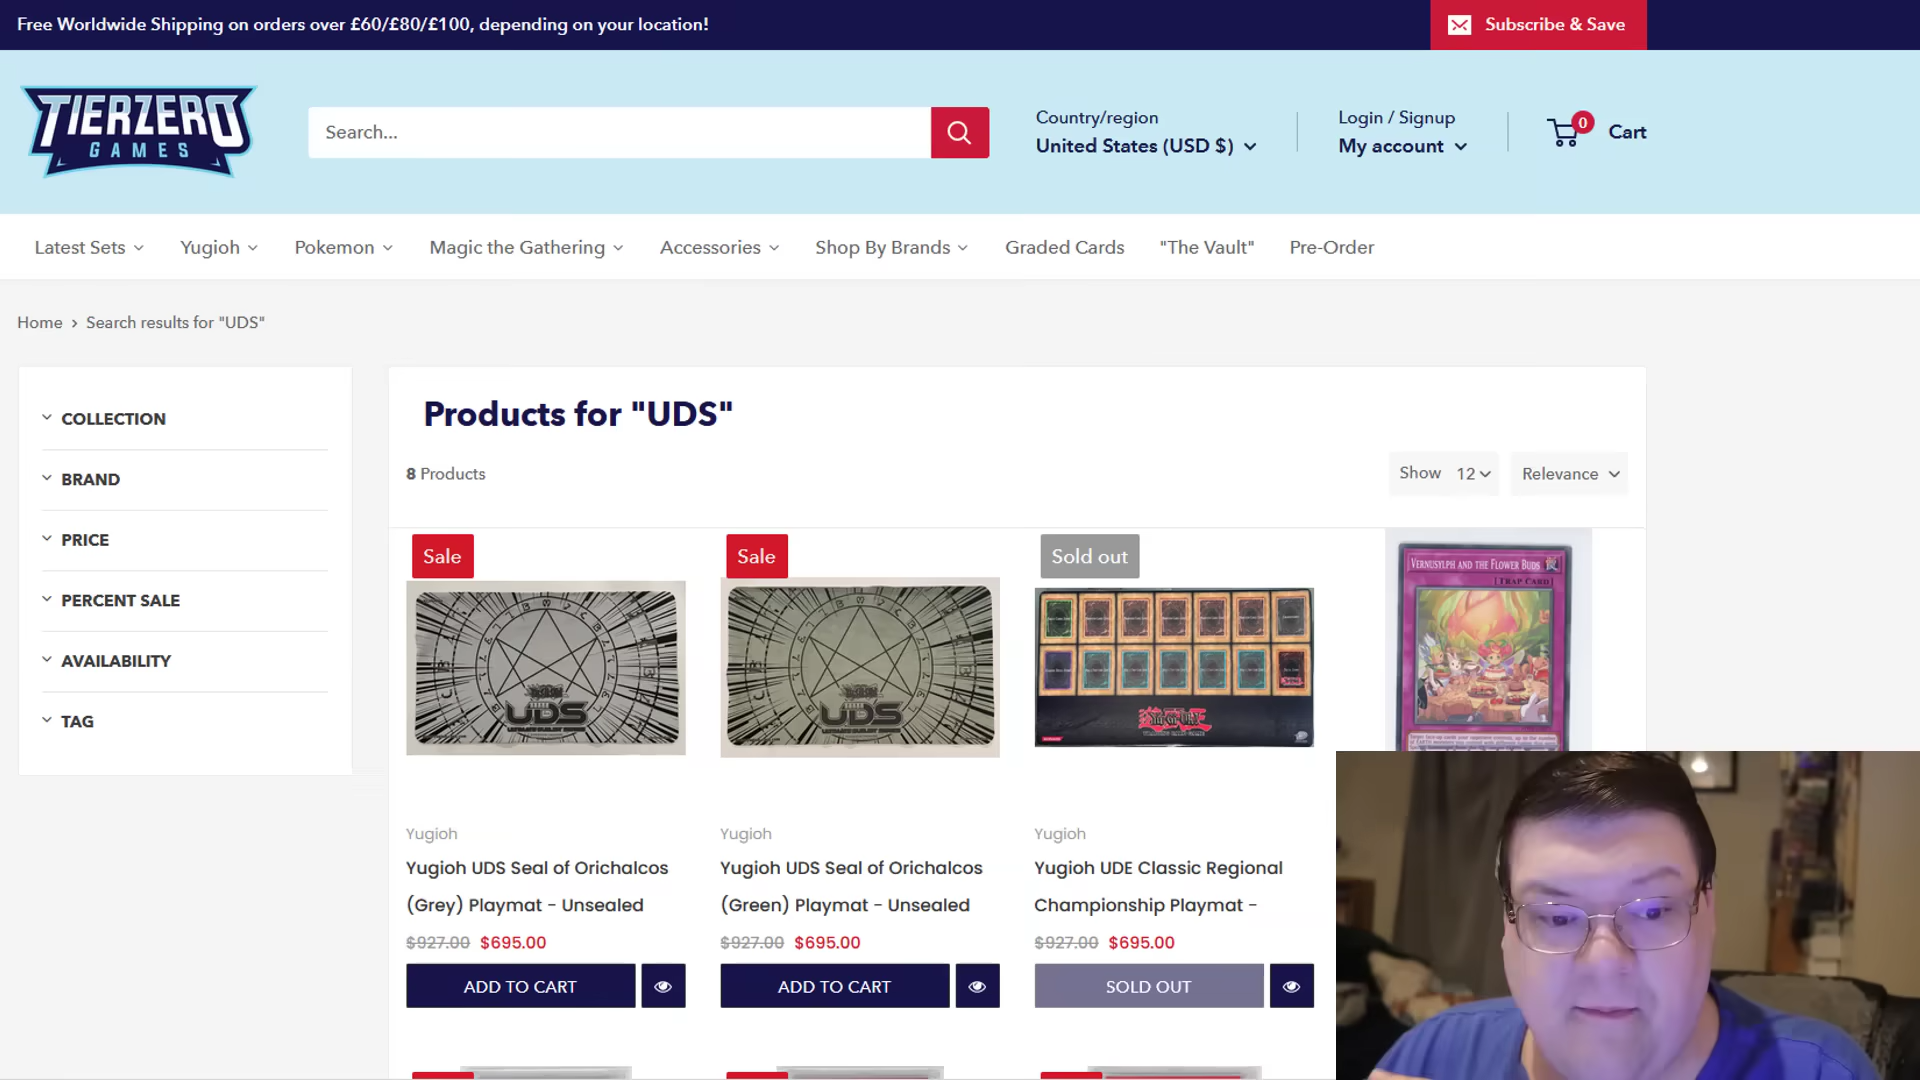 Free Worldwide Shipping on orders over £60/£80/£100, depending on your location!
Subscribe & Save
TIERZERO
GAMES
Search...
Country/region
United States (USD $)
Login / Signup
My account
0
Cart
Latest Sets
Yugioh
Pokemon
Magic the Gathering
Accessories
Shop By Brands
Graded Cards
"The Vault"
Pre-Order
Home > Search results for "UDS"
COLLECTION
BRAND
PRICE
PERCENT SALE
AVAILABILITY
TAG
Products for "UDS"
8 Products
Show 12
Relevance
Sale
Sale
Sold out
UDS
UDS
VERNUSYLPH AND THE FLOWER BUDS
[TRAP CARD]
Yugioh
Yugioh UDS Seal of Orichalcos
(Grey) Playmat - Unsealed
$927.00 $695.00
ADD TO CART
Yugioh
Yugioh UDS Seal of Orichalcos
(Green) Playmat - Unsealed
$927.00 $695.00
ADD TO CART
Yugioh
Yugioh UDE Classic Regional
Championship Playmat -
$927.00 $695.00
SOLD OUT